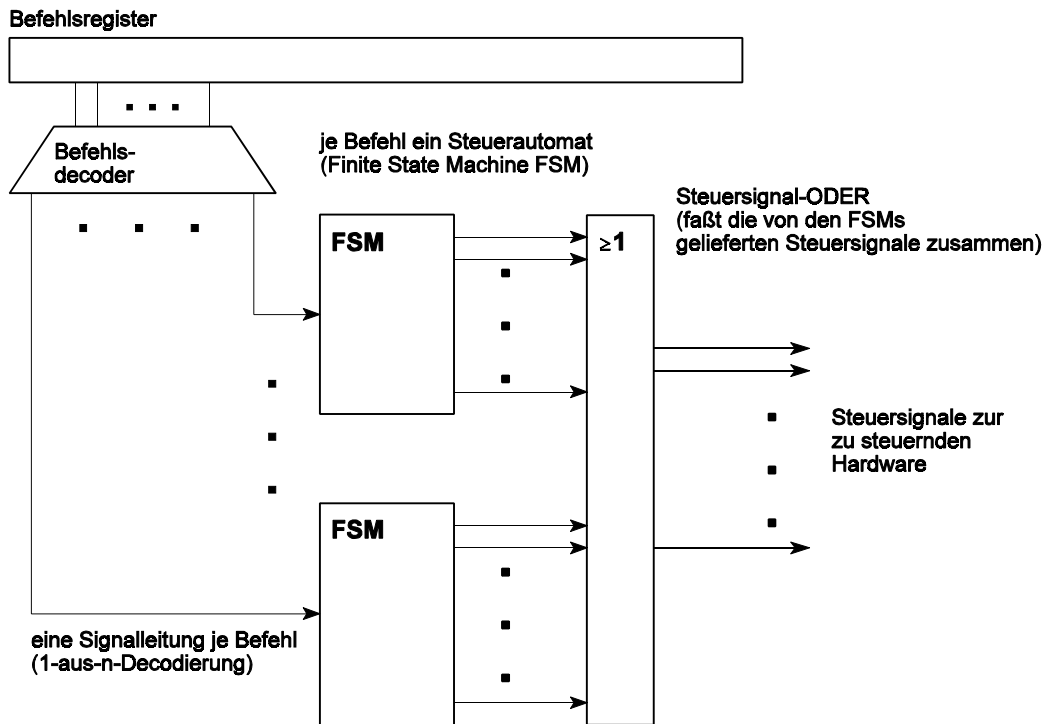 Befehlsregister
Befehls-
decoder
je Befehl ein Steuerautomat
(Finite State Machine FSM)
Steuersignal-ODER
(faßt die von den FSMs
gelieferten Steuersignale zusammen)
FSM
≥1
Steuersignale zur
zu steuernden
Hardware
FSM
eine Signalleitung je Befehl
(1-aus-n-Decodierung)